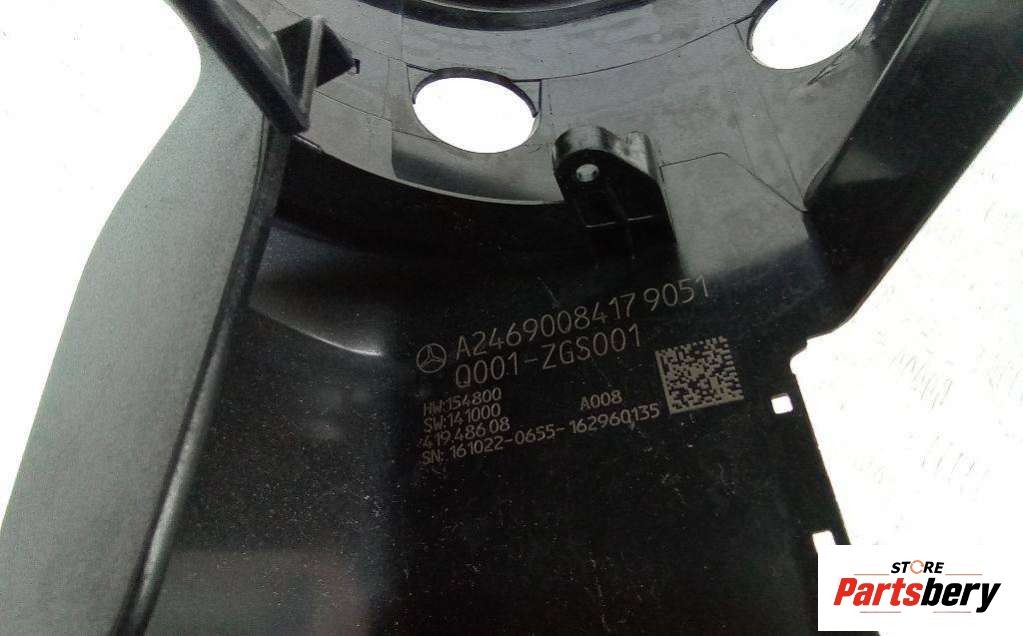 A2469008417 9051
Q001-ZGS001
HW:154800
SW:141000
419.486 08 A008
SN: 161022-0655-162960135
STORE
Partsbery